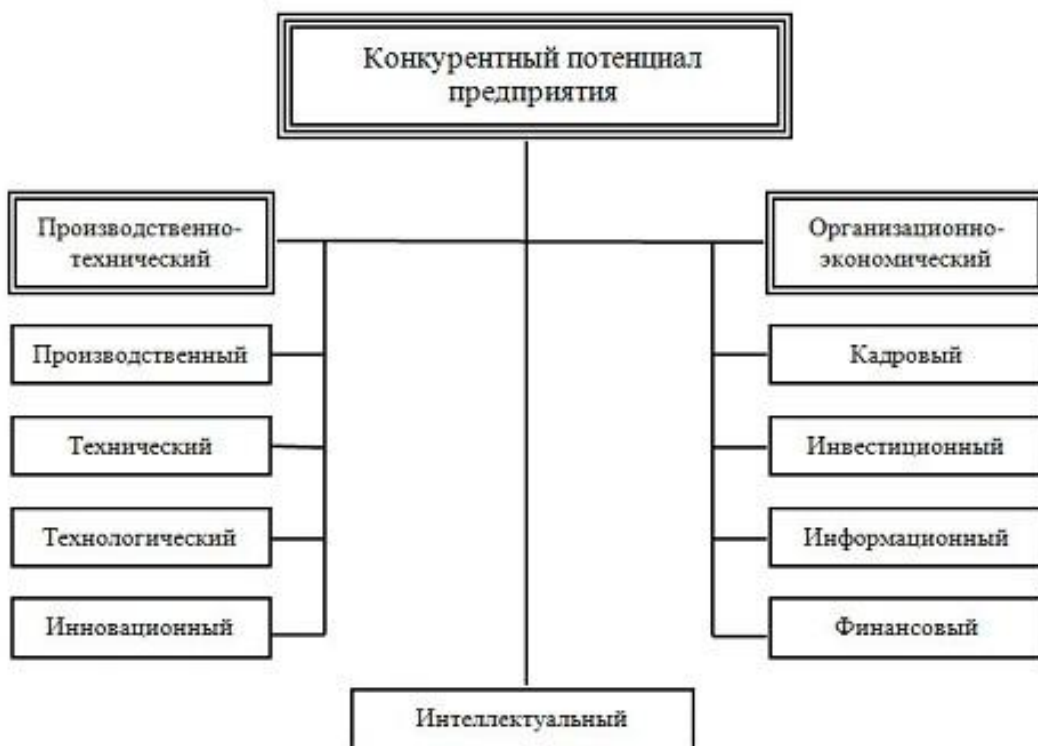 Конкурентный потенциал
предприятия
Производственно-
технический
Организационно-
экономический
Производственный
Кадровый
Технический
Инвестиционный
Технологический
Информационный
Инновационный
Финансовый
Интеллектуальный